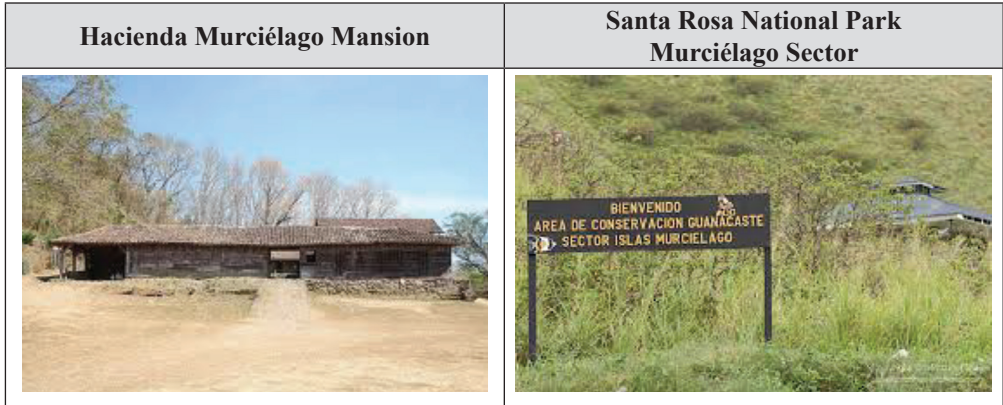 Hacienda Murciélago Mansion
Santa Rosa National Park
Murciélago Sector
BIENVENIDO
AREA DE CONSERVACION GUANACASTE
SECTOR ISLAS MURCIELAGO